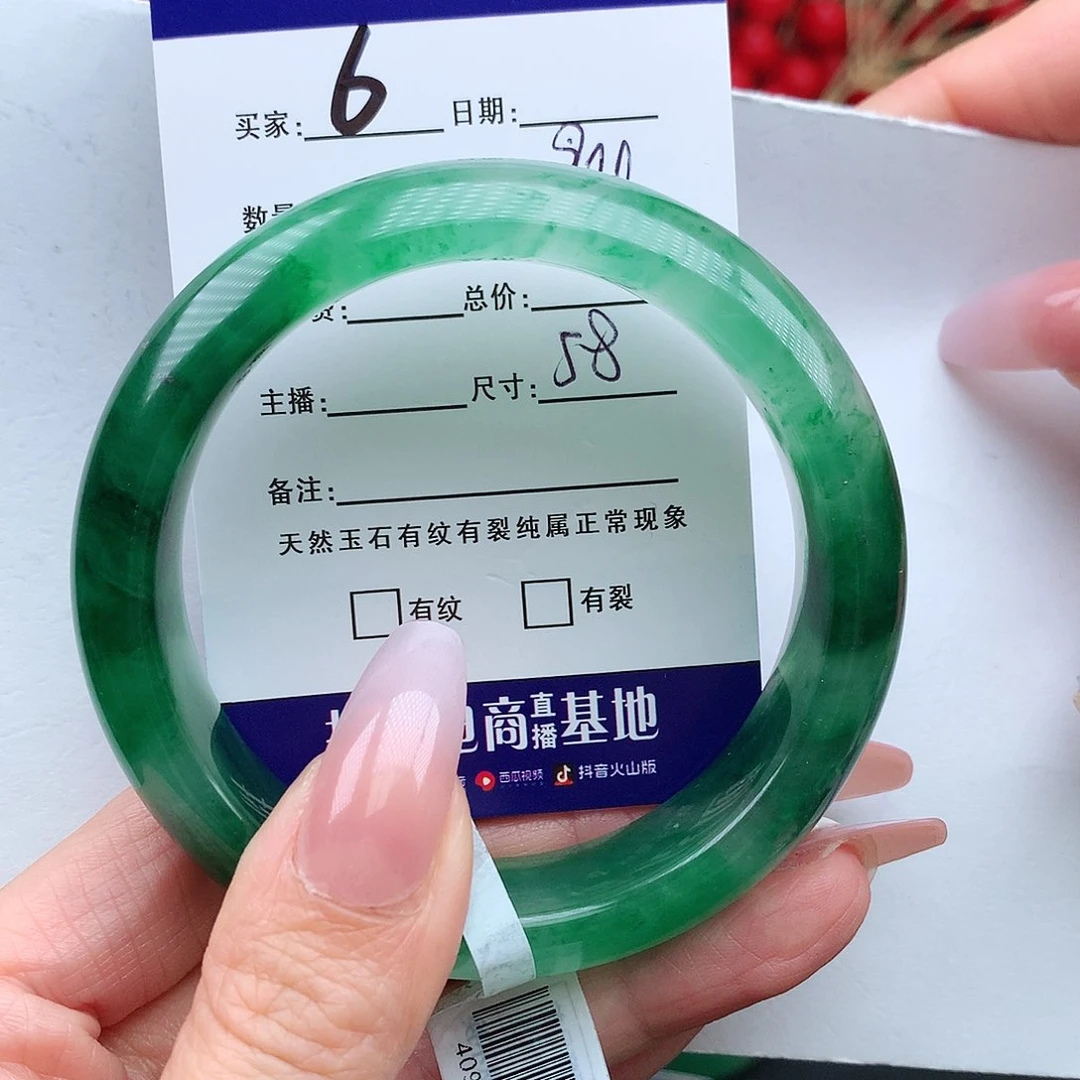 买家: 6 日期:
数量
费: 总价:
主播: 尺寸: 58
备注:
天然玉石有纹有裂纯属正常现象
有纹 有裂
电商直播基地
西瓜视频 抖音火山版
409